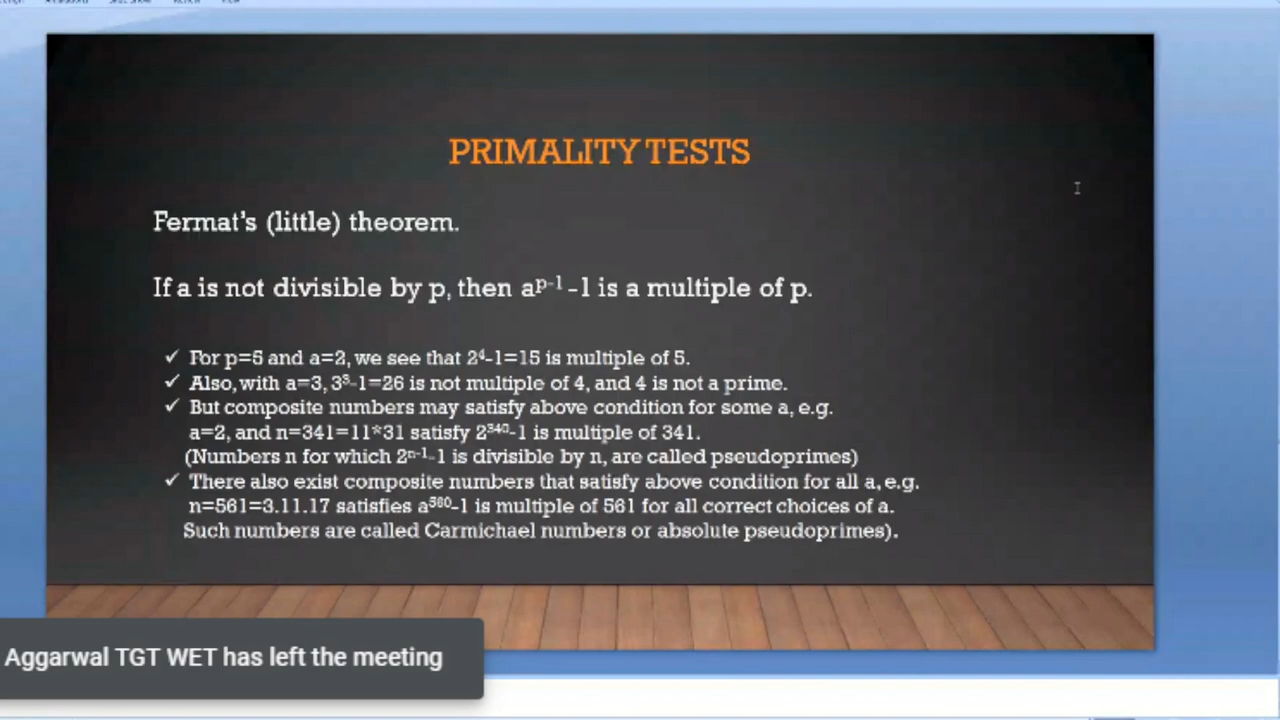 PRIMALITY TESTS
Fermat's (little) theorem.
If a is not divisible by p, then aᵖ⁻¹ -1 is a multiple of p.
✓ For p=5 and a=2, we see that 2⁴-1=15 is multiple of 5.
✓ Also, with a=3, 3³-1=26 is not multiple of 4, and 4 is not a prime.
✓ But composite numbers may satisfy above condition for some a, e.g.
a=2, and n=341=11*31 satisfy 2³⁴⁰-1 is multiple of 341.
(Numbers n for which 2ⁿ⁻¹-1 is divisible by n, are called pseudoprimes)
✓ There also exist composite numbers that satisfy above condition for all a, e.g.
n=561=3.11.17 satisfies a⁵⁶⁰-1 is multiple of 561 for all correct choices of a.
Such numbers are called Carmichael numbers or absolute pseudoprimes).
Aggarwal TGT WET has left the meeting